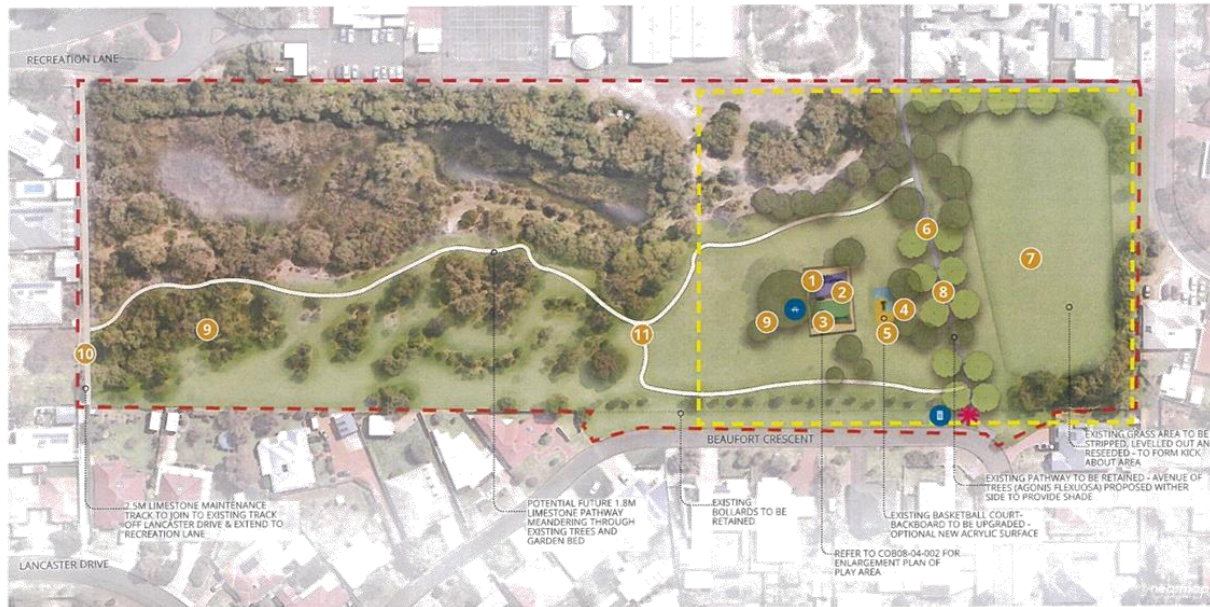 RECREATION LANE
1
2
3
4
5
6
7
8
9
9
10
11
BEAUFORT CRESCENT
EXISTING GRASS AREA TO BE
STRIPPED, LEVELLED OUT AN
RESEEDED - TO FORM KICK
ABOUT AREA
EXISTING PATHWAY TO BE RETAINED - AVENUE OF
TREES (AGONIS FLEXUOSA) PROPOSED WITHER
SIDE TO PROVIDE SHADE
2.5M LIMESTONE MAINTENANCE
TRACK TO JOIN TO EXISTING TRACK
OFF LANCASTER DRIVE & EXTEND TO
RECREATION LANE
POTENTIAL FUTURE 1.8M
LIMESTONE PATHWAY
MEANDERING THROUGH
EXISTING TREES AND
GARDEN BED
EXISTING
BOLLARDS TO BE
RETAINED
EXISTING BASKETBALL COURT-
BACKBOARD TO BE UPGRADED -
OPTIONAL NEW ACRYLIC SURFACE
REFER TO COB08-04-002 FOR
ENLARGEMENT PLAN OF
PLAY AREA
LANCASTER DRIVE
nearmap